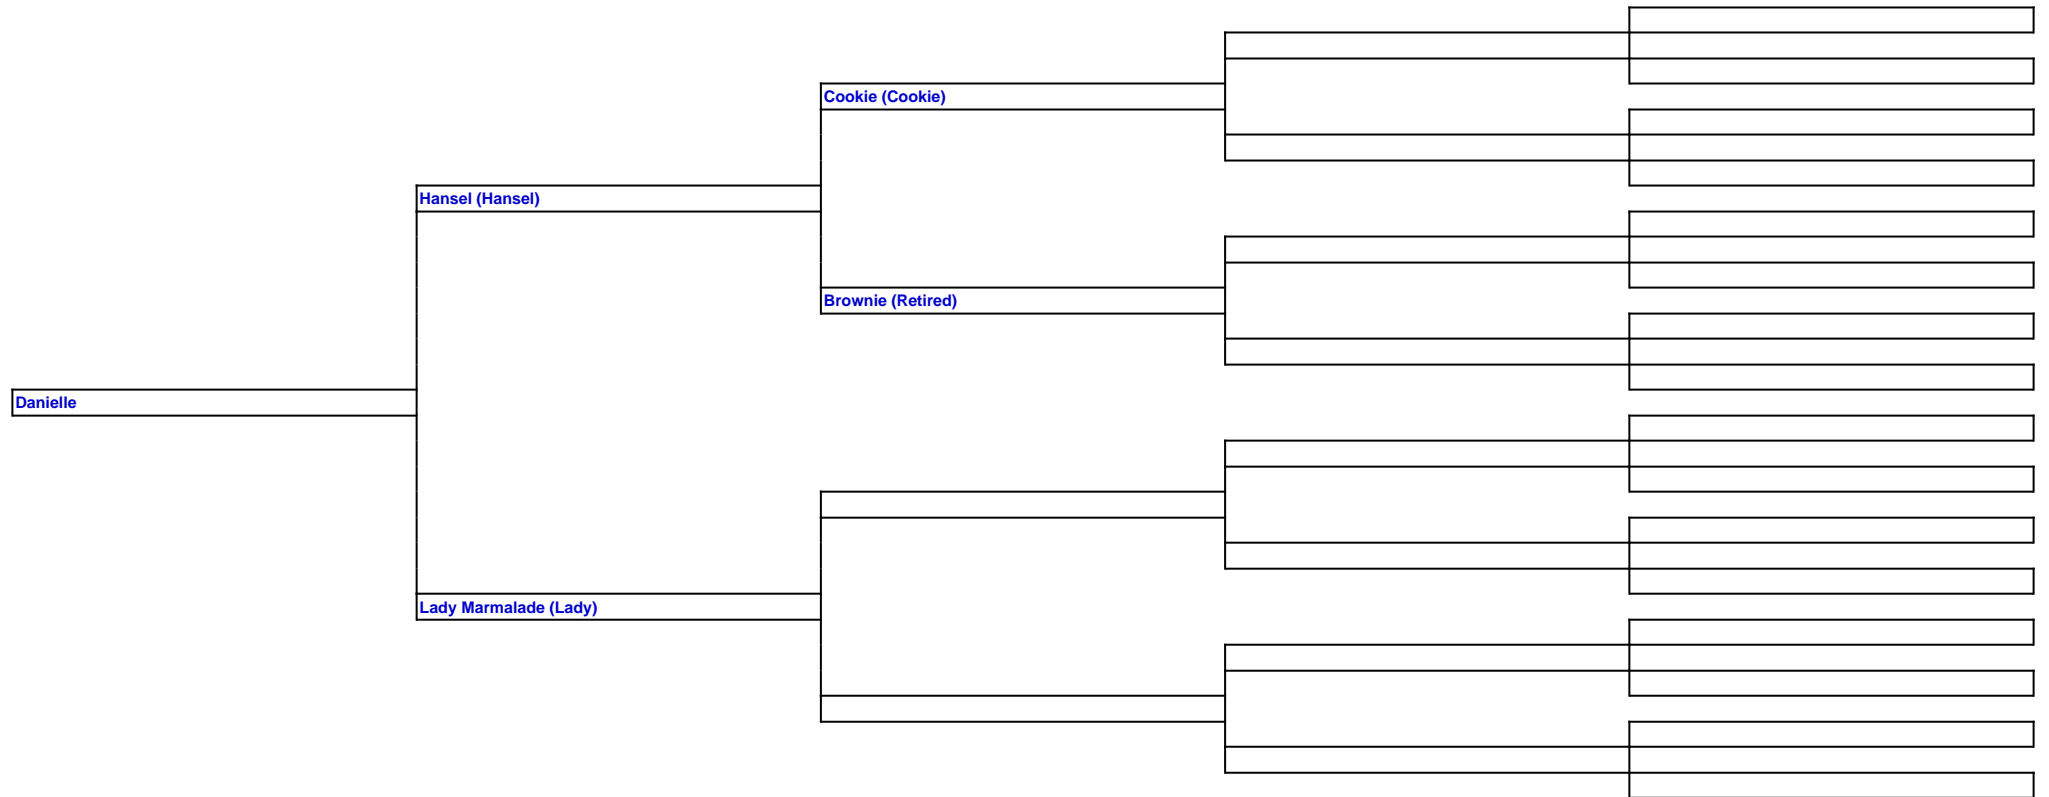 Cookie (Cookie)
Hansel (Hansel)
Brownie (Retired)
Danielle
Lady Marmalade (Lady)